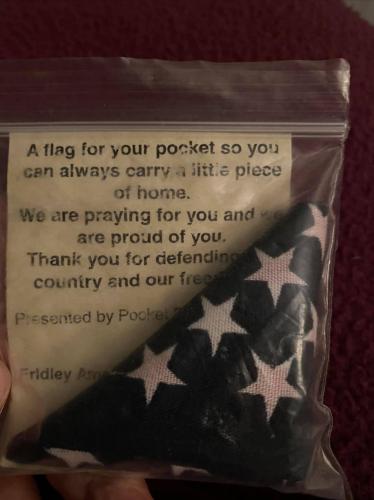 A flag for your pocket so you
can always carry a little piece
of home.
We are praying for you and we
are proud of you.
Thank you for defending
country and our
Presented by Pocket
Fridley